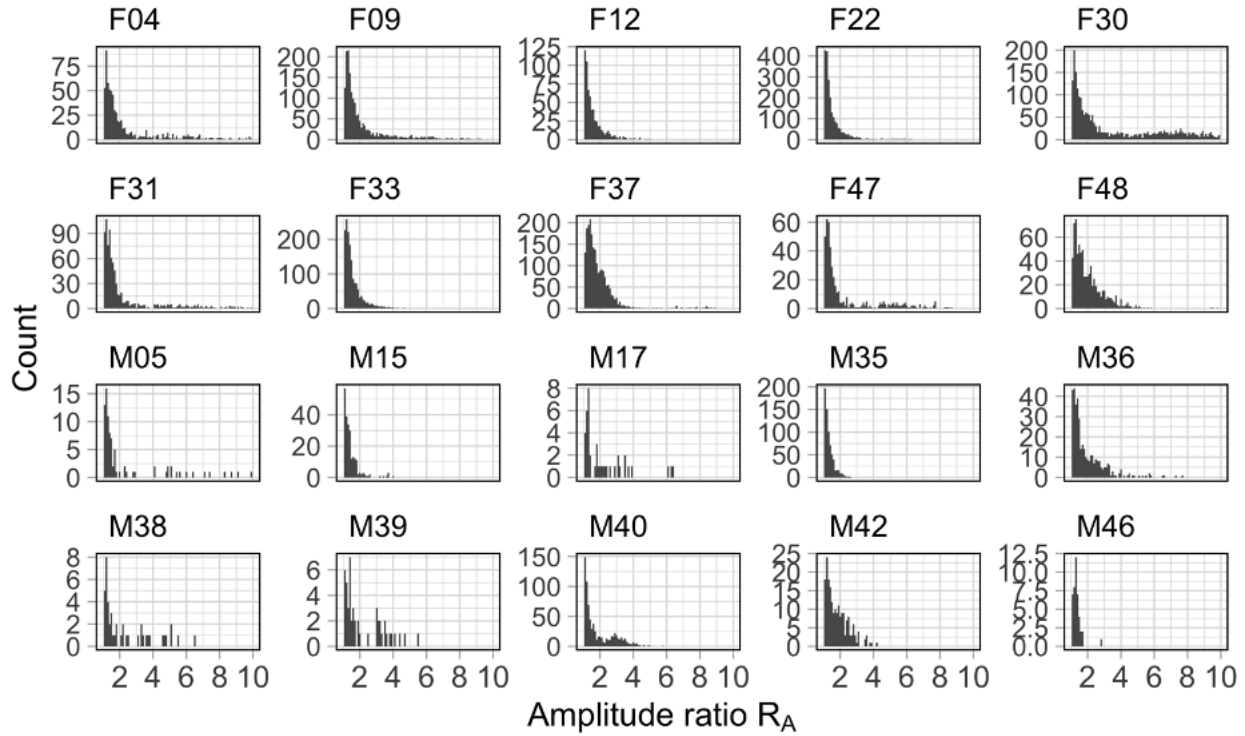 F04 F09 F12 F22 F30
75 50 25 0
200 150 100 50 0
125 100 75 50 25 0
400 300 200 100 0
200 150 100 50 0
F31 F33 F37 F47 F48
90 60 30 0
200 100 0
200 150 100 50 0
60 40 20 0
60 40 20 0
Count
M05 M15 M17 M35 M36
15 10 5 0
40 20 0
8 6 4 2 0
200 150 100 50 0
40 30 20 10 0
M38 M39 M40 M42 M46
8 6 4 2 0
6 4 2 0
150 100 50 0
25 20 15 10 5 0
12.5 10.0 7.5 5.0 2.5 0.0
2 4 6 8 10 2 4 6 8 10 2 4 6 8 10 2 4 6 8 10 2 4 6 8 10
Amplitude ratio R_A